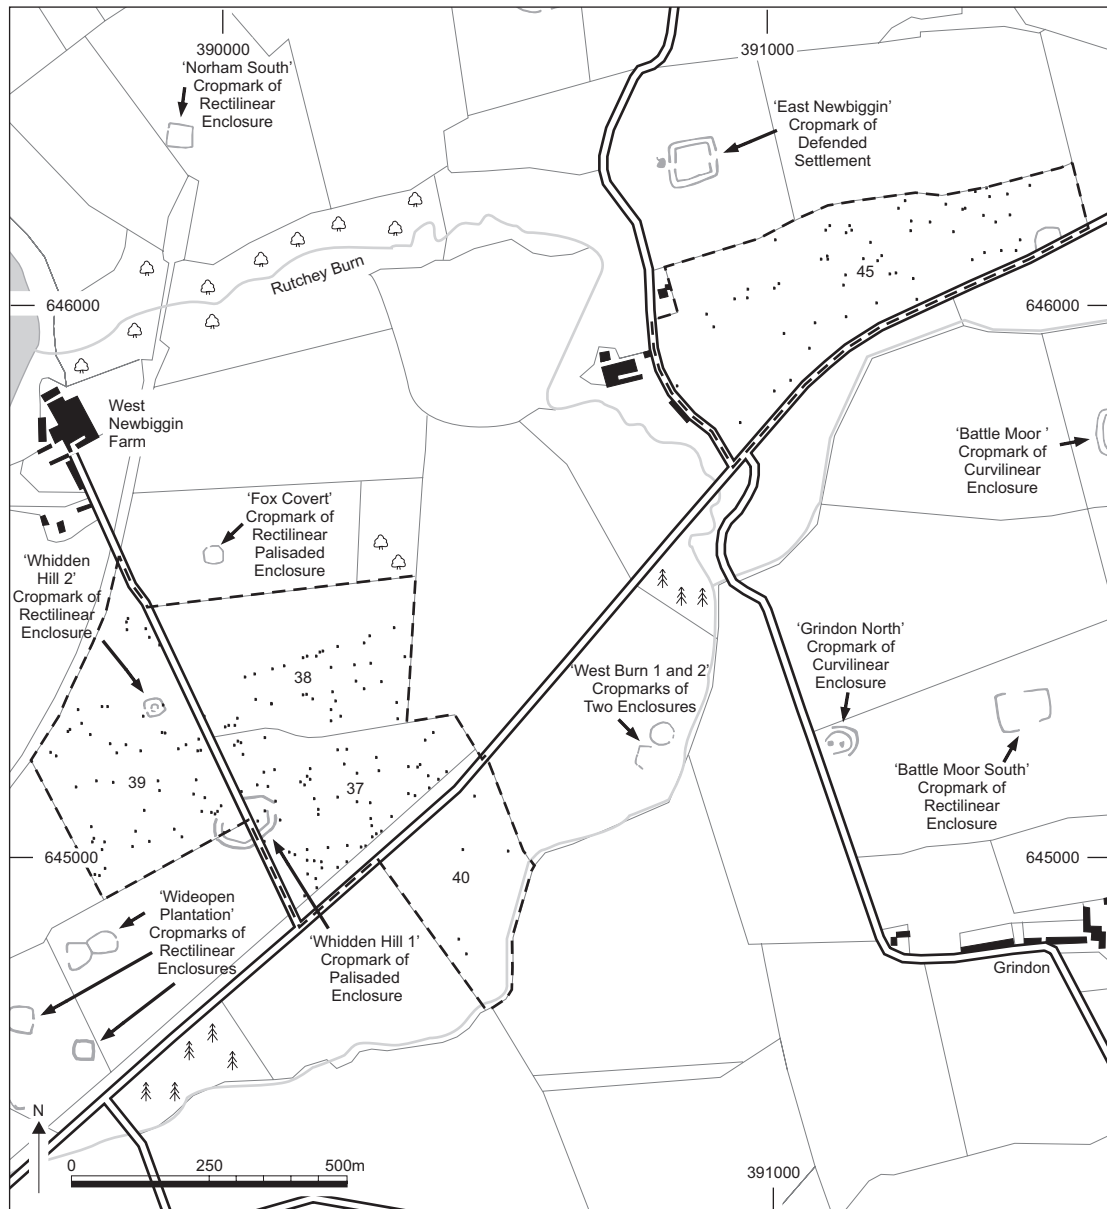 390000
391000
'Norham South'
Cropmark of
Rectilinear
Enclosure
'East Newbiggin'
Cropmark of
Defended
Settlement
Rutchey Burn
45
646000
646000
West
Newbiggin
Farm
'Battle Moor '
Cropmark of
Curvilinear
Enclosure
'Fox Covert'
Cropmark of
Rectilinear
Palisaded
Enclosure
'Whidden
Hill 2'
Cropmark of
Rectilinear
Enclosure
'Grindon North'
Cropmark of
Curvilinear
Enclosure
'West Burn 1 and 2'
Cropmarks of
Two Enclosures
38
39
37
'Battle Moor South'
Cropmark of
Rectilinear
Enclosure
645000
645000
40
'Wideopen
Plantation'
Cropmarks of
Rectilinear
Enclosures
'Whidden Hill 1'
Cropmark of
Palisaded
Enclosure
Grindon
N
0 250 500m
391000